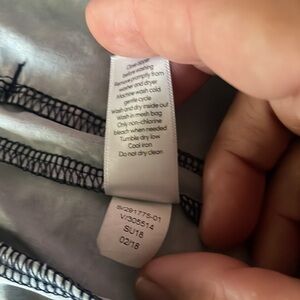 Close zipper
before washing
Remove promptly from
washer and dryer
Machine wash cold
gentle cycle
Wash and dry inside out
Wash in mesh bag
Only non-chlorine
bleach when needed
Tumble dry low
Cool iron
Do not dry clean
V/305514
SU18
02/18